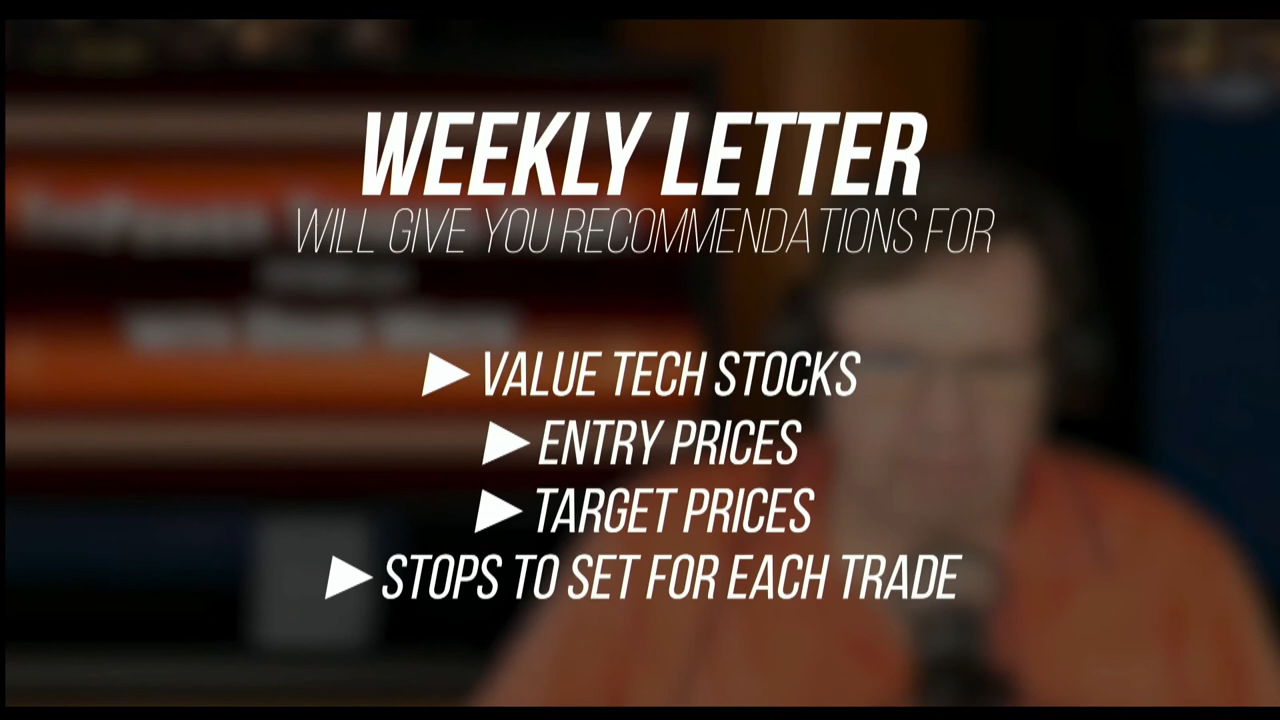 WEEKLY LETTER
WILL GIVE YOU RECOMMENDATIONS FOR
▶ VALUE TECH STOCKS
▶ ENTRY PRICES
▶ TARGET PRICES
▶ STOPS TO SET FOR EACH TRADE